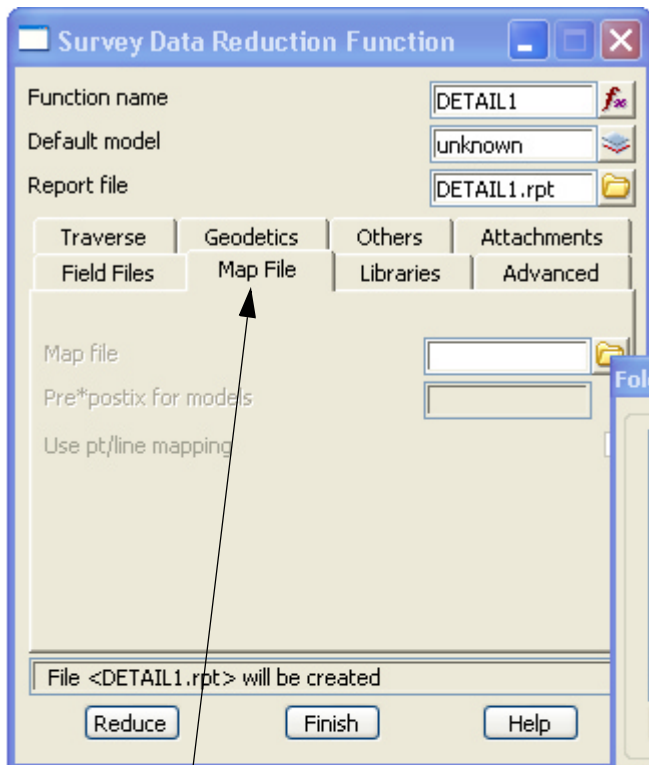 Survey Data Reduction Function
Function name DETAIL1
Default model unknown
Report file DETAIL1.rpt
Traverse Geodetics Others Attachments
Field Files Map File Libraries Advanced
Map file
Pre*postix for models
Use pt/line mapping
File <DETAIL1.rpt> will be created
Reduce Finish Help